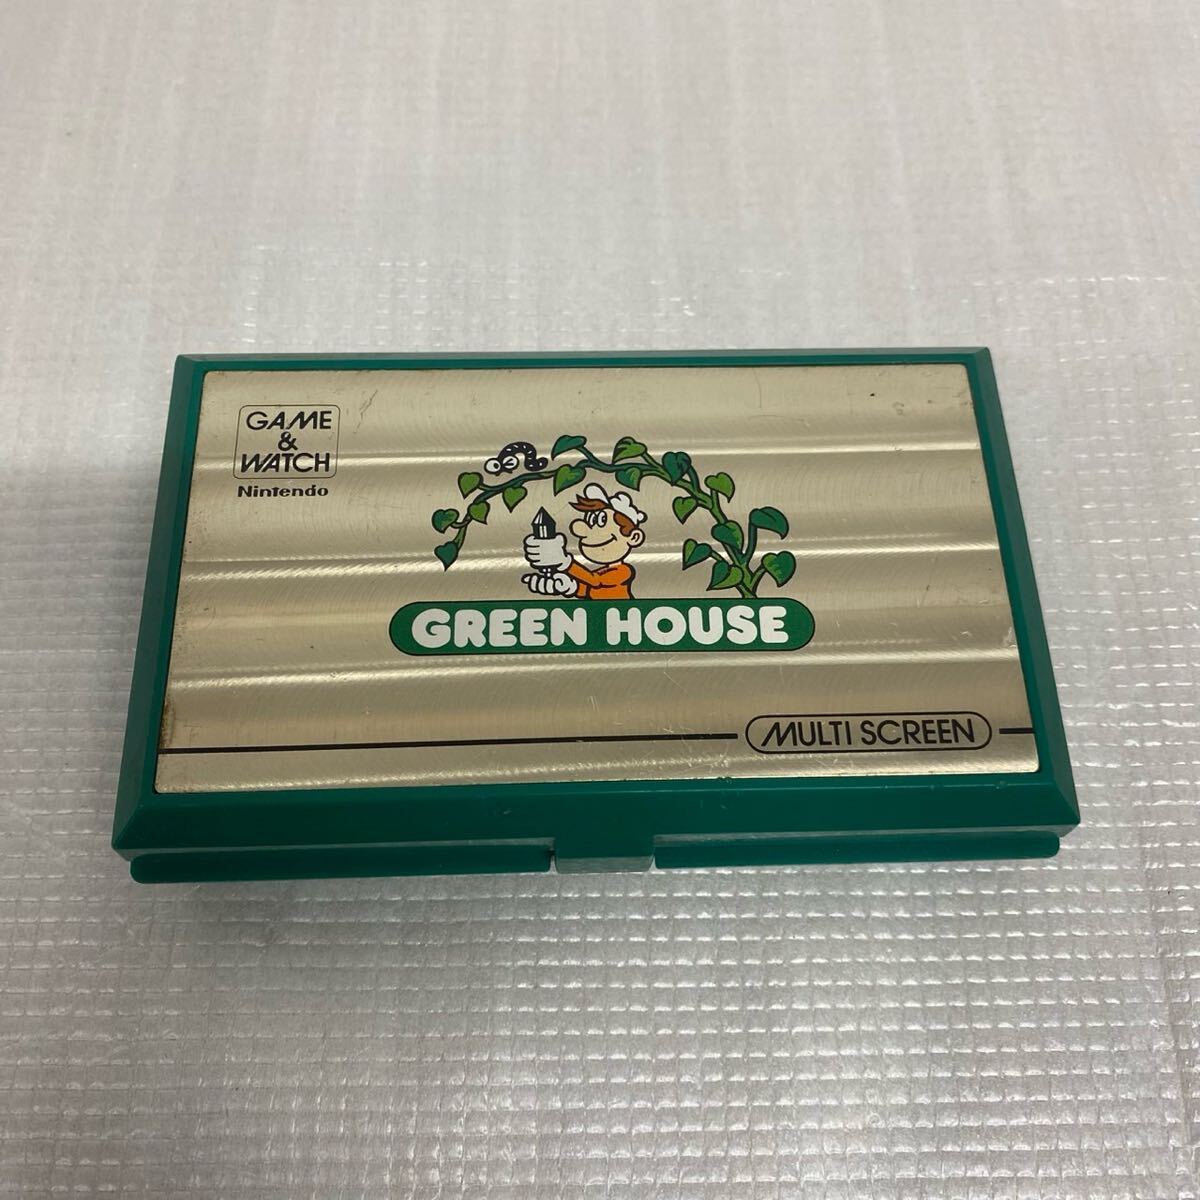 GAME
&
WATCH
Nintendo
GREEN HOUSE
MULTI SCREEN